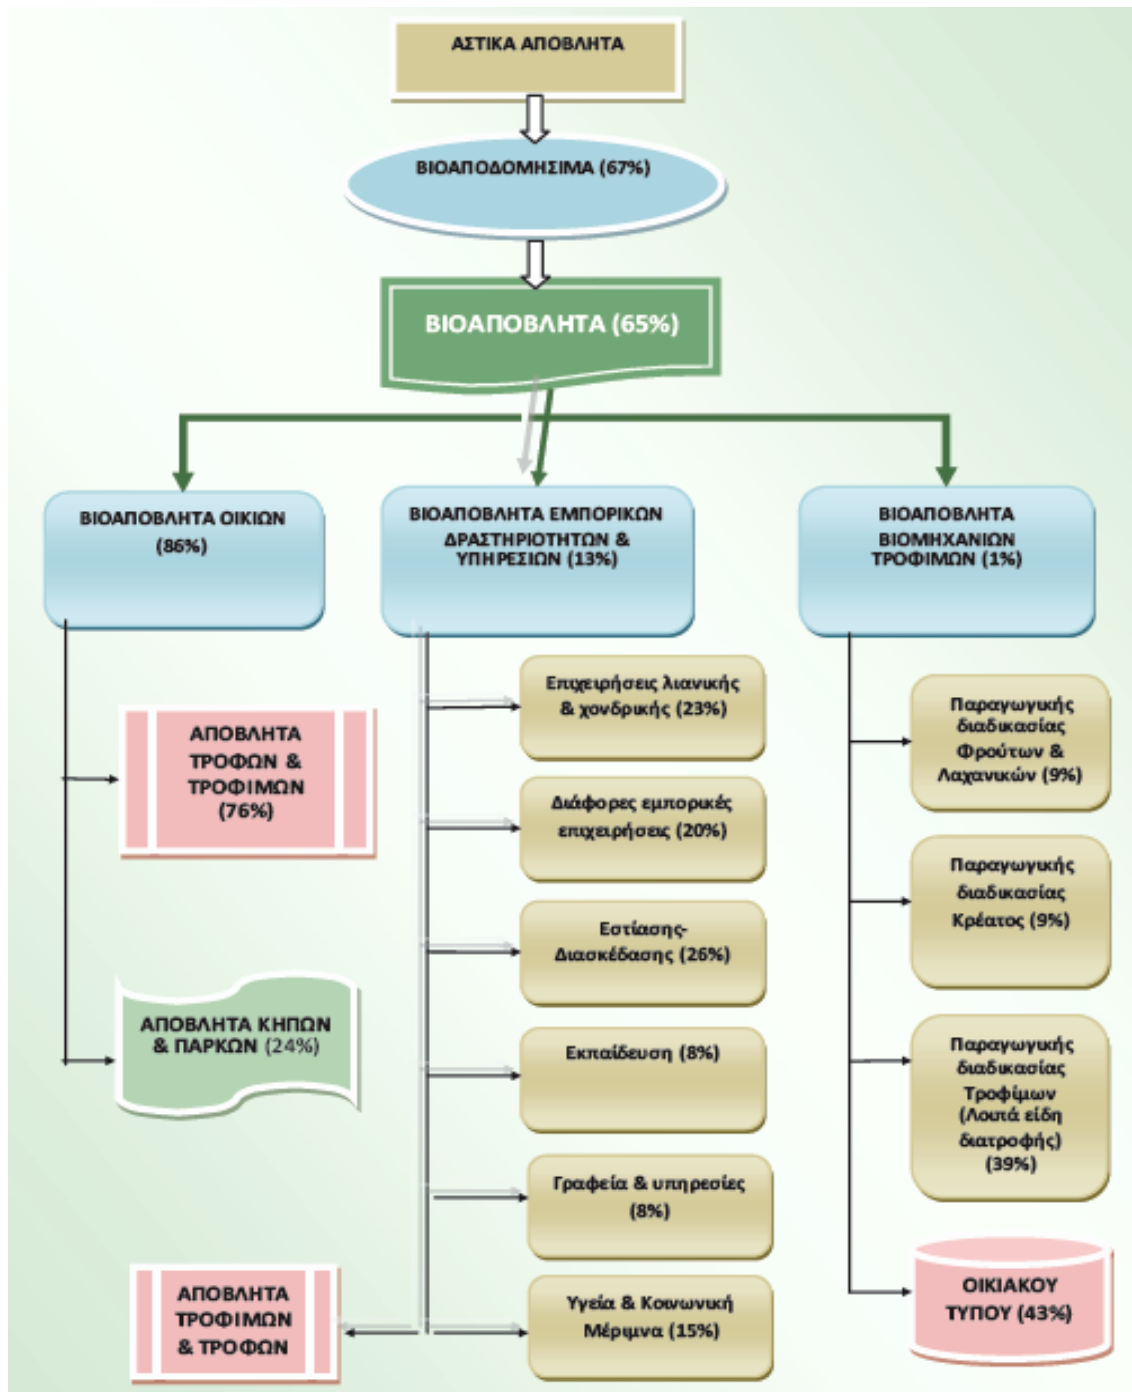 ΑΣΤΙΚΑ ΑΠΟΒΛΗΤΑ
ΒΙΟΑΠΟΔΟΜΗΣΙΜΑ (67%)
ΒΙΟΑΠΟΒΛΗΤΑ (65%)
ΒΙΟΑΠΟΒΛΗΤΑ ΟΙΚΙΩΝ
(86%)
ΑΠΟΒΛΗΤΑ
ΤΡΟΦΩΝ &
ΤΡΟΦΙΜΩΝ
(76%)
ΑΠΟΒΛΗΤΑ ΚΗΠΩΝ
& ΠΑΡΚΩΝ (24%)
ΒΙΟΑΠΟΒΛΗΤΑ ΕΜΠΟΡΙΚΩΝ
ΔΡΑΣΤΗΡΙΟΤΗΤΩΝ &
ΥΠΗΡΕΣΙΩΝ (13%)
Επιχειρήσεις λιανικής
& χονδρικής (23%)
Διάφορες εμπορικές
επιχειρήσεις (20%)
Εστίασης-
Διασκέδασης (26%)
Εκπαίδευση (8%)
Γραφεία & υπηρεσίες
(8%)
Υγεία & Κοινωνική
Μέριμνα (15%)
ΑΠΟΒΛΗΤΑ
ΤΡΟΦΙΜΩΝ
& ΤΡΟΦΩΝ
ΒΙΟΑΠΟΒΛΗΤΑ
ΒΙΟΜΗΧΑΝΙΩΝ
ΤΡΟΦΙΜΩΝ (1%)
Παραγωγικής
διαδικασίας
Φρούτων &
Λαχανικών (9%)
Παραγωγικής
διαδικασίας
Κρέατος (9%)
Παραγωγικής
διαδικασίας
Τροφίμων
(Λοιπά είδη
διατροφής)
(39%)
ΟΙΚΙΑΚΟΥ
ΤΥΠΟΥ (43%)